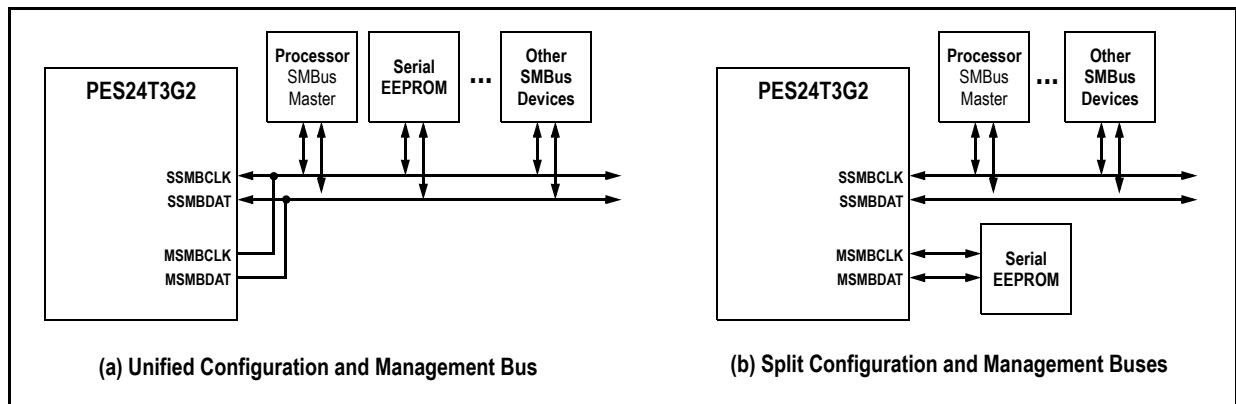 PES24T3G2
Processor
SMBus
Master
Serial
EEPROM
...
Other
SMBus
Devices
SSMBCLK
SSMBDAT
MSMBCLK
MSMBDAT
(a) Unified Configuration and Management Bus
PES24T3G2
Processor
SMBus
Master
...
Other
SMBus
Devices
SSMBCLK
SSMBDAT
MSMBCLK
MSMBDAT
Serial
EEPROM
(b) Split Configuration and Management Buses